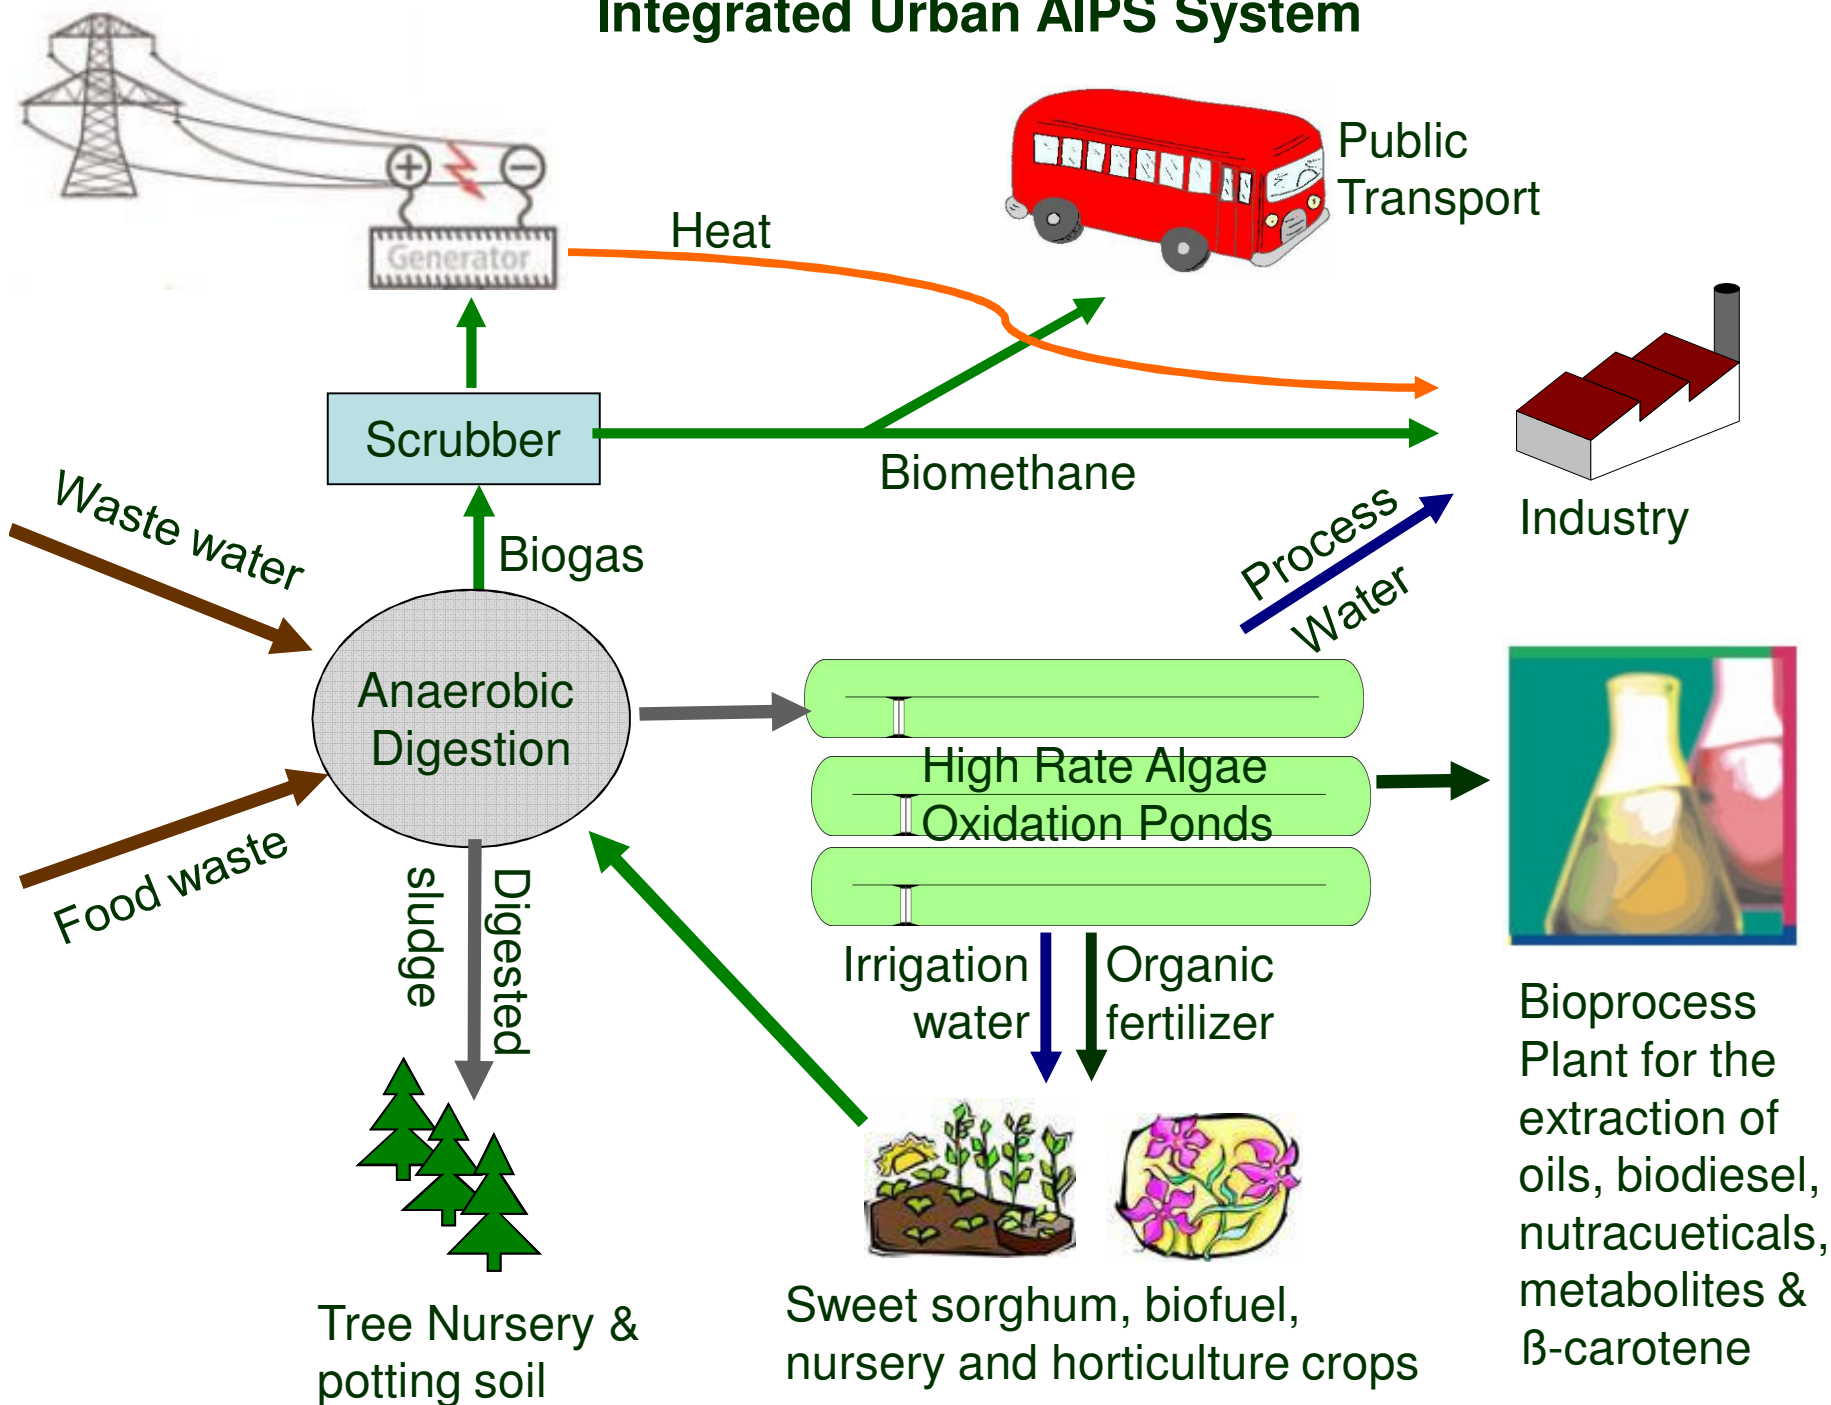 Integrated Urban AIPS System
Public
Transport
Heat
Generator
Scrubber
Biomethane
Industry
Waste water
Biogas
Process
Water
Anaerobic
Digestion
High Rate Algae
Oxidation Ponds
Food waste
Digested
sludge
Irrigation
water
Organic
fertilizer
Bioprocess
Plant for the
extraction of
oils, biodiesel,
nutracueticals,
metabolites &
ß-carotene
Tree Nursery &
potting soil
Sweet sorghum, biofuel,
nursery and horticulture crops